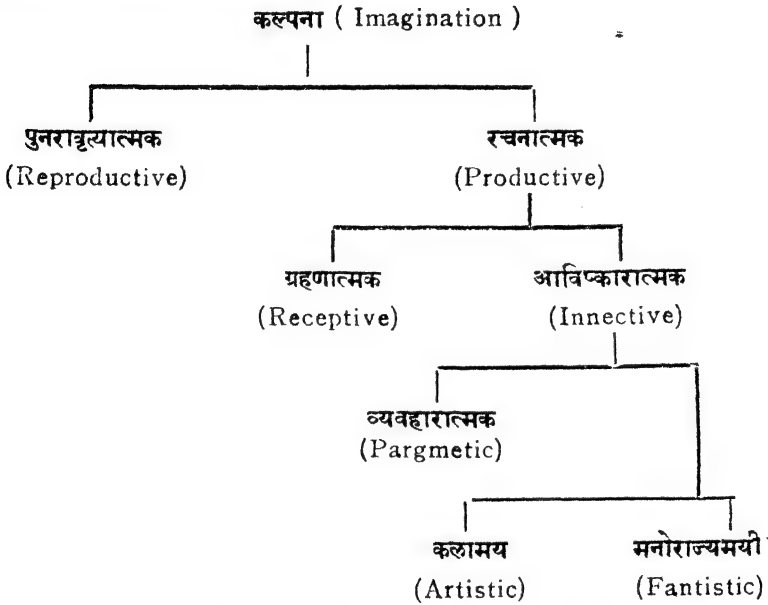 कल्पना ( Imagination )
पुनरावृत्यात्मक रचनात्मक
(Reproductive) (Productive)
ग्रहणात्मक आविष्कारात्मक
(Receptive) (Innective)
व्यवहारात्मक
(Pargmetic)
कलामय मनोराज्यमयी
(Artistic) (Fantistic)